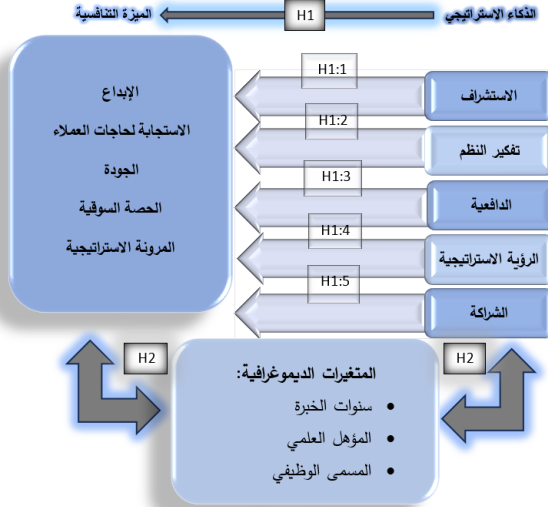 الذكاء الاستراتيجي
H1
الميزة التنافسية
H1:1
الاستشراف
H1:2
تفكير النظم
H1:3
الدافعية
H1:4
الرؤية الاستراتيجية
H1:5
الشراكة
الإبداع
الاستجابة لحاجات العملاء
الجودة
الحصة السوقية
المرونة الاستراتيجية
H2
H2
المتغيرات الديموغرافية:
• سنوات الخبرة
• المؤهل العلمي
• المسمى الوظيفي